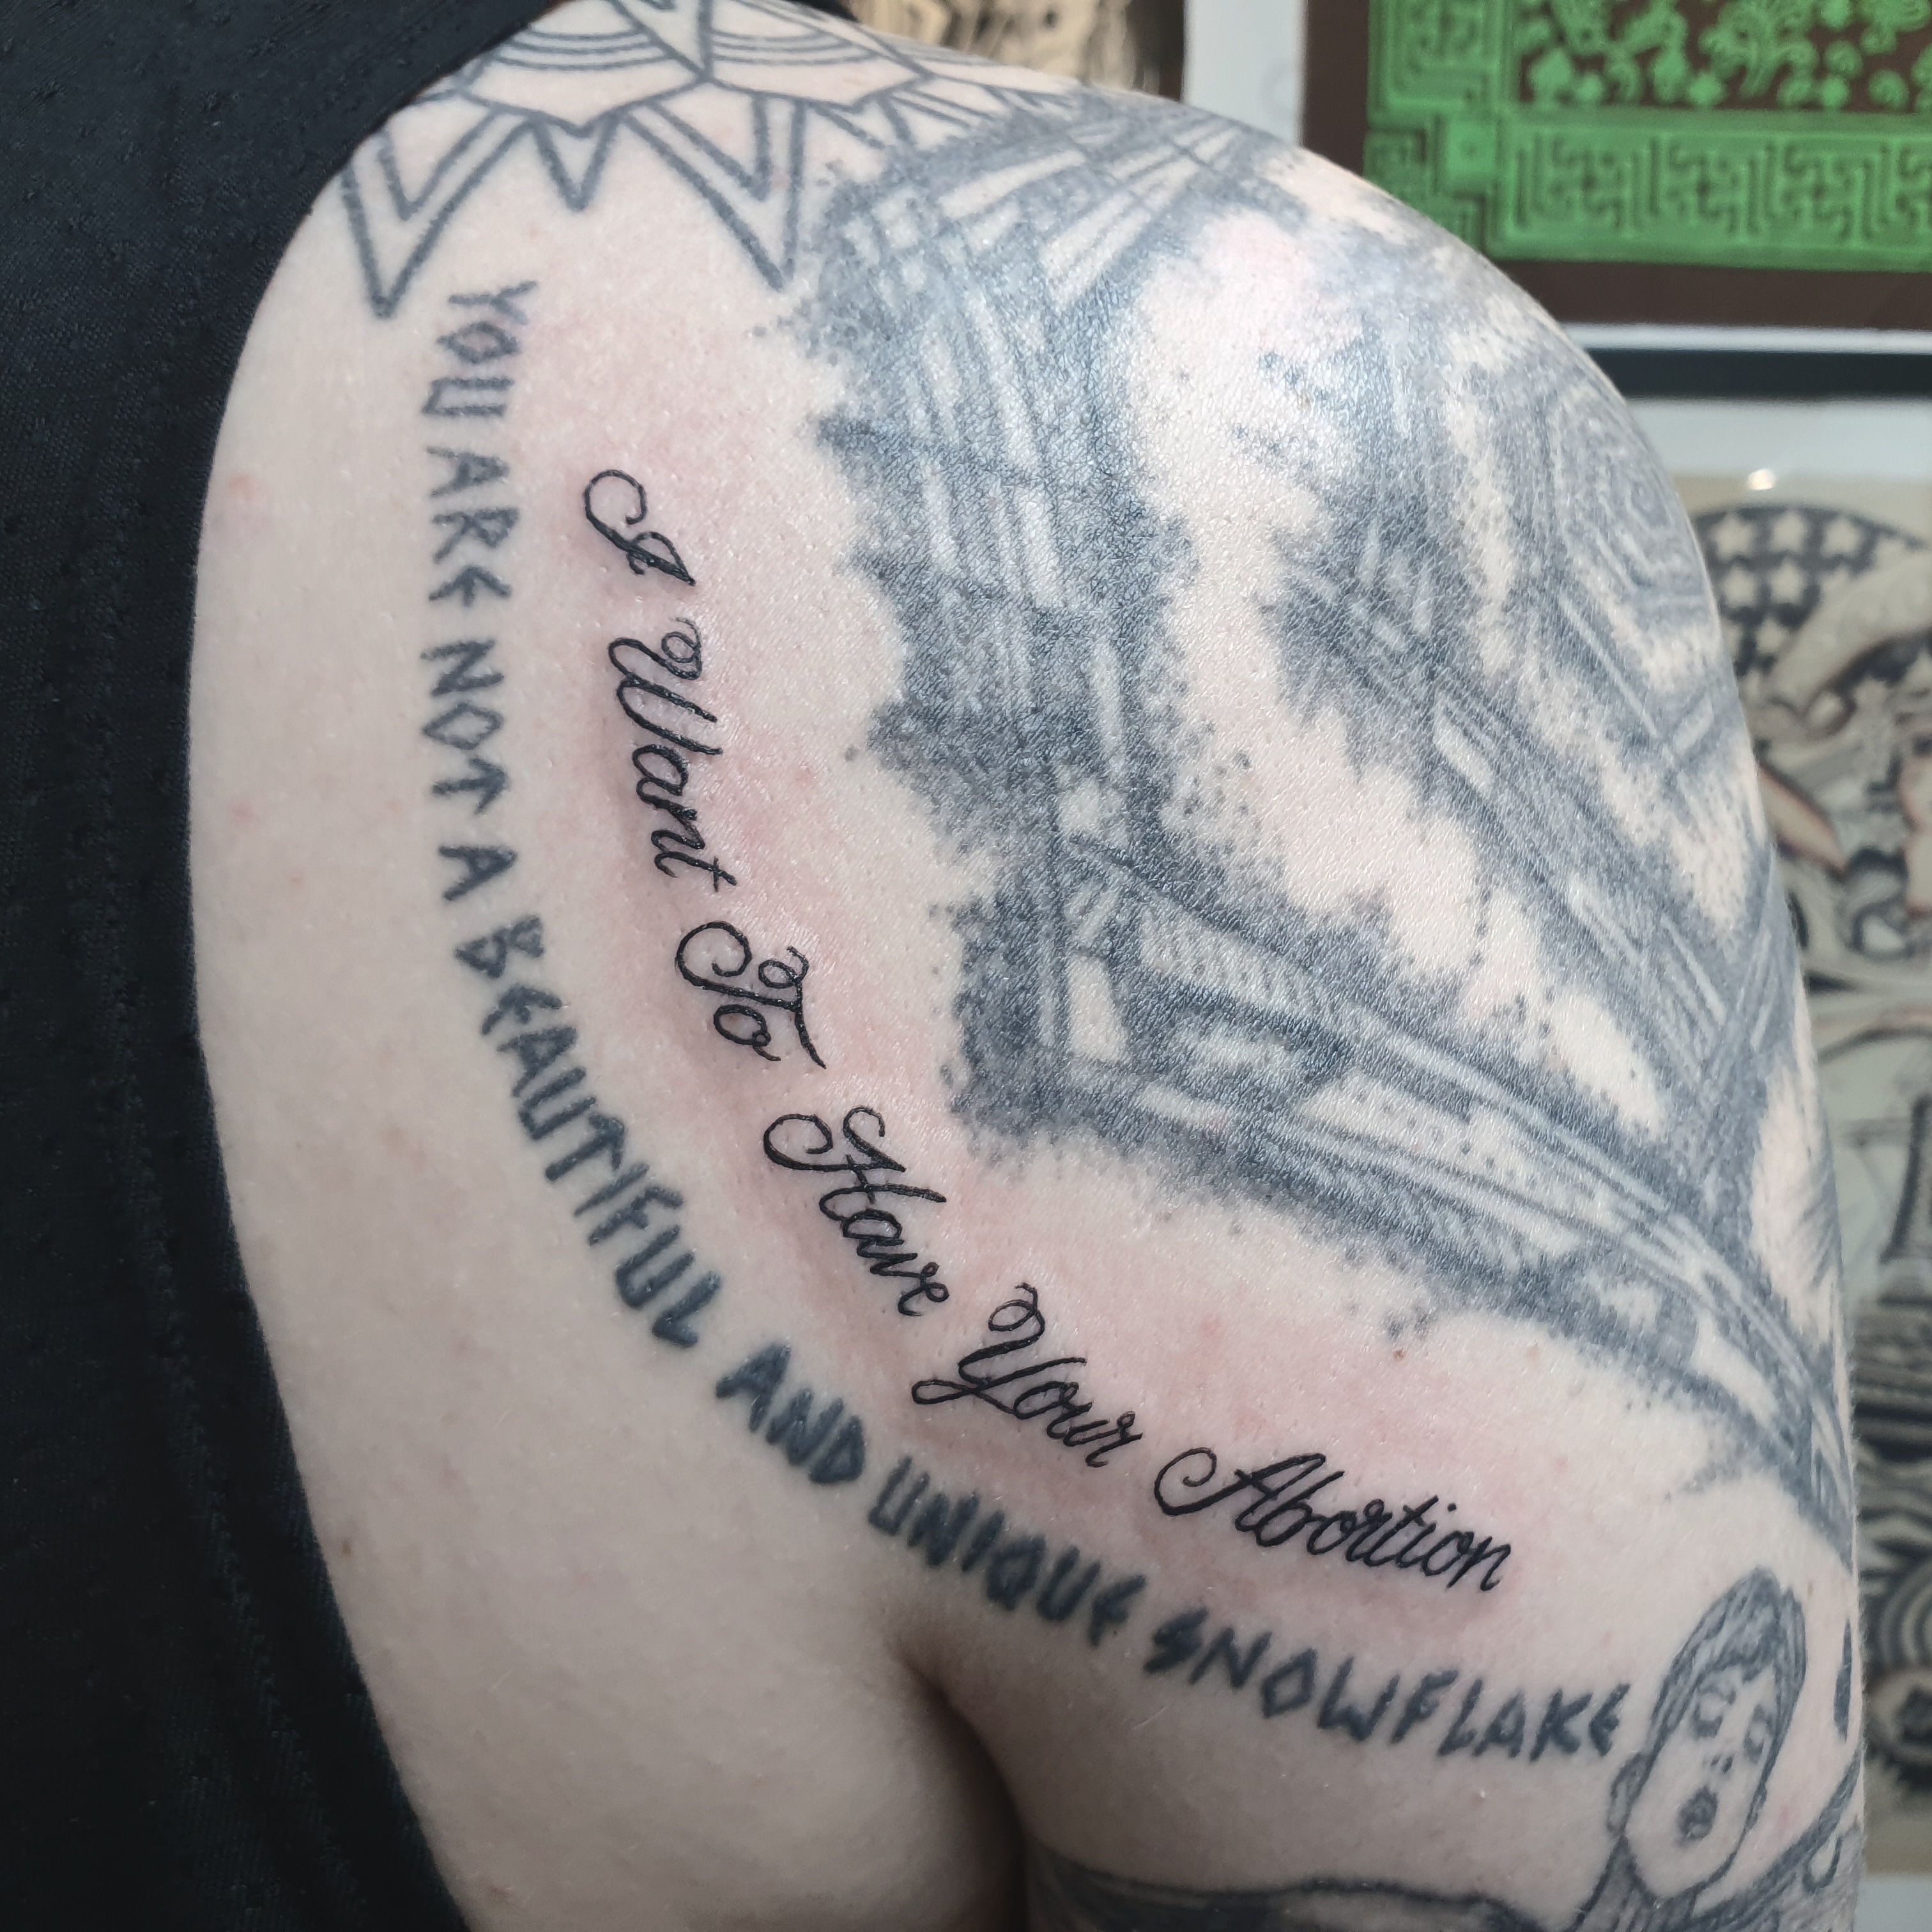 YOU ARE NOT A BEAUTIFUL AND UNIQUE SNOWFLAKE
I Want To Have Your Abortion